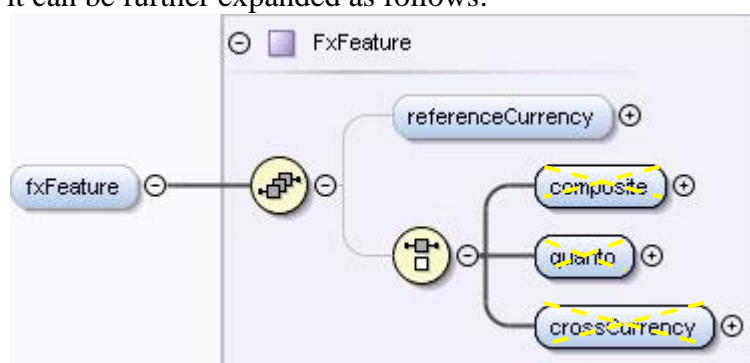 it can be further expanded as follows:
FxFeature
referenceCurrency
fxFeature
composite
quanto
crossCurrency